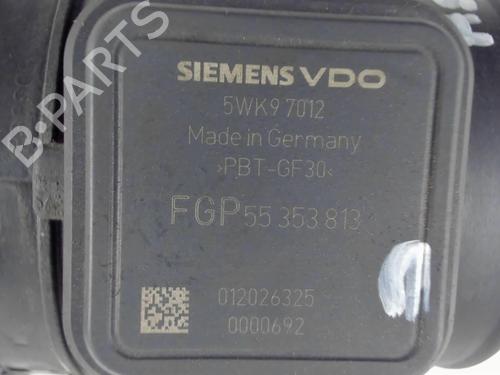 SIEMENS VDO
5WK9 7012
Made in Germany
>PBT-GF30<
FGP 55 353 813
012026325
0000692
B-PARTS